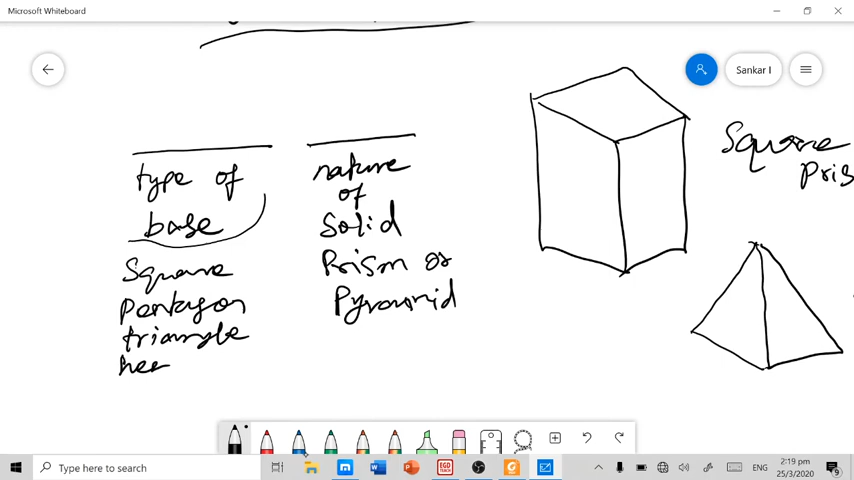 Microsoft Whiteboard
Sankar I
type of
base
Square
Pentagon
triangle
hex
nature
of
Solid
Prism or
Pyramid
Square
Pris
Type here to search
ENG
2:19 pm
25/3/2020